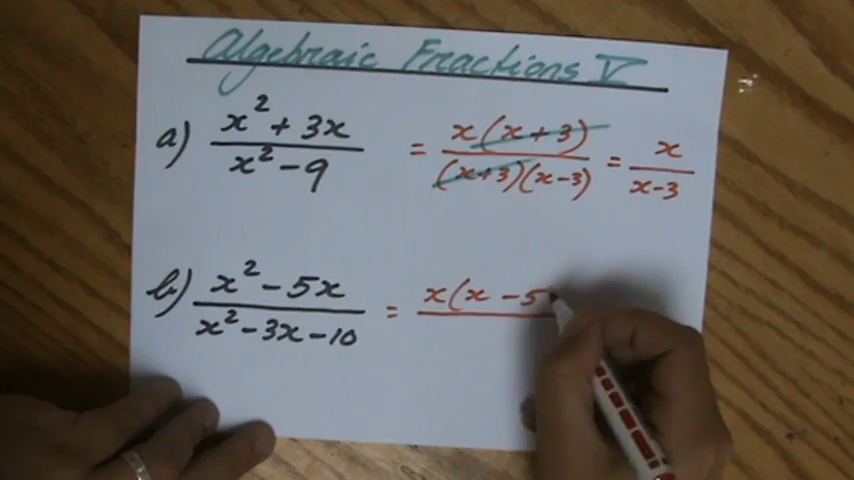 Algebraic Fractions V
a) x² + 3x / x² - 9 = x(x + 3) / (x+3)(x-3) = x / x-3
b) x² - 5x / x² - 3x - 10 = x(x - 5